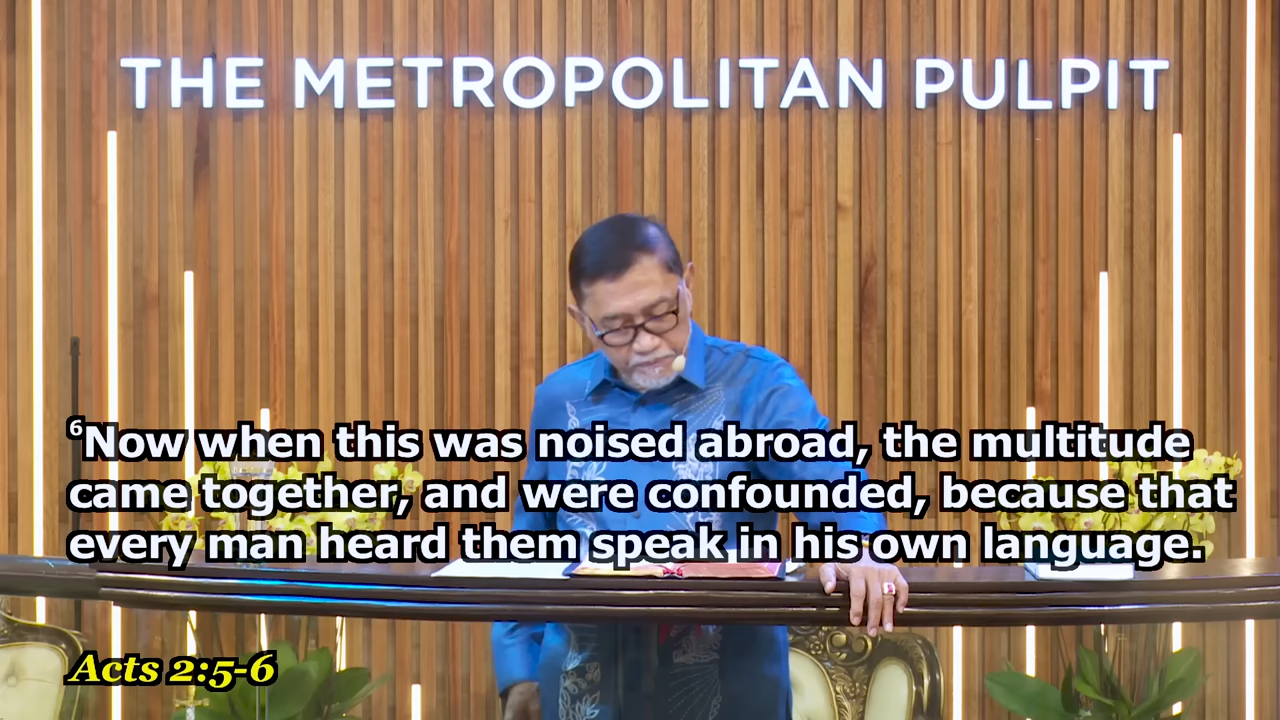 THE METROPOLITAN PULPIT
⁶Now when this was noised abroad, the multitude
came together, and were confounded, because that
every man heard them speak in his own language.
Acts 2:5-6